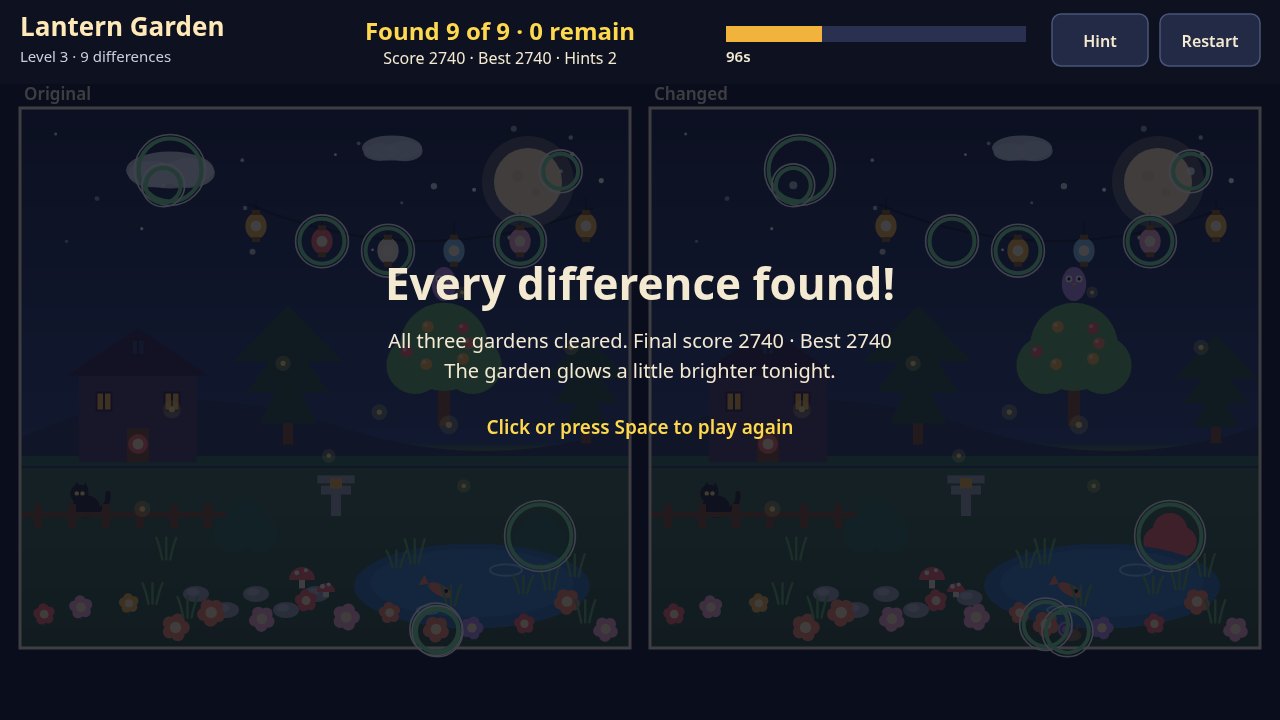 Lantern Garden
Level 3 · 9 differences
Found 9 of 9 · 0 remain
Score 2740 · Best 2740 · Hints 2
96s
Hint
Restart
Original
Changed
Every difference found!
All three gardens cleared. Final score 2740 · Best 2740
The garden glows a little brighter tonight.
Click or press Space to play again